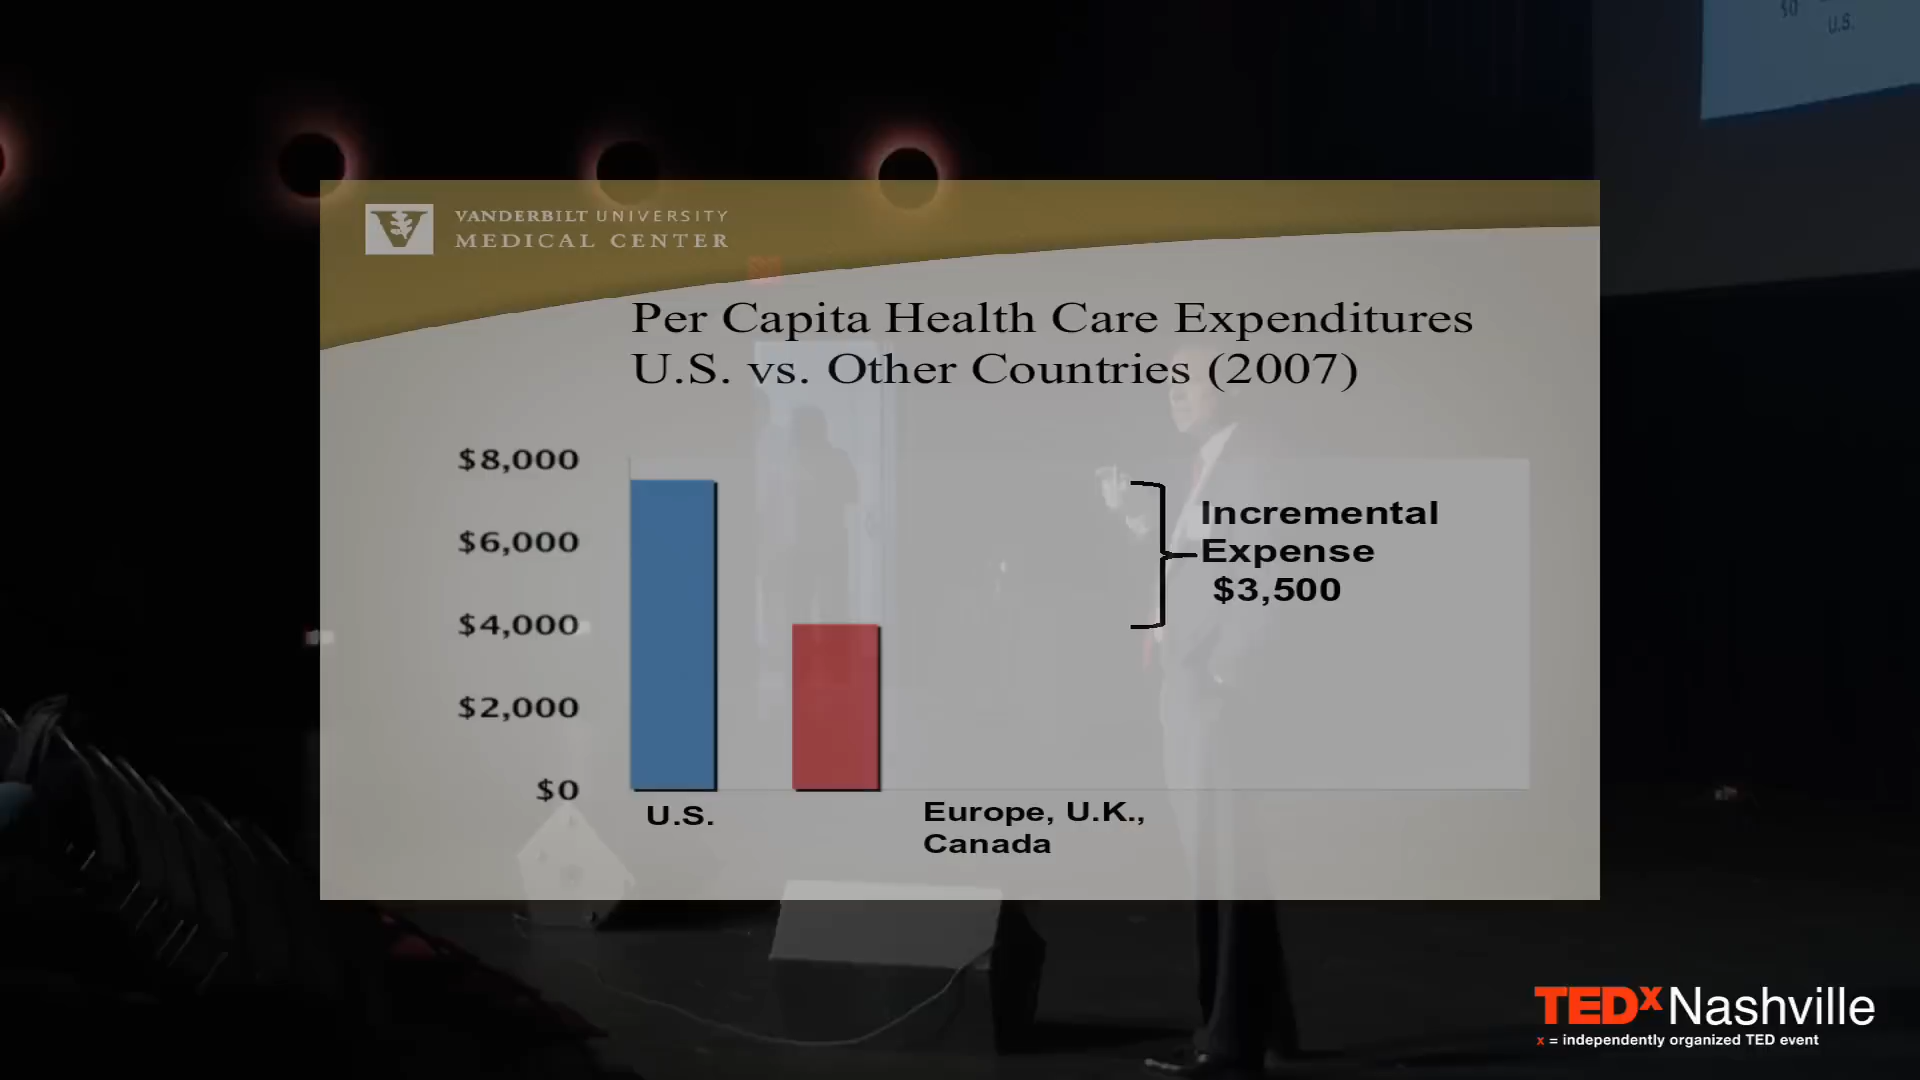 $0
U.S.
VANDERBILT UNIVERSITY
MEDICAL CENTER
Per Capita Health Care Expenditures
U.S. vs. Other Countries (2007)
$8,000
$6,000
$4,000
$2,000
$0
Incremental
Expense
$3,500
U.S.
Europe, U.K.,
Canada
TEDxNashville
x = independently organized TED event